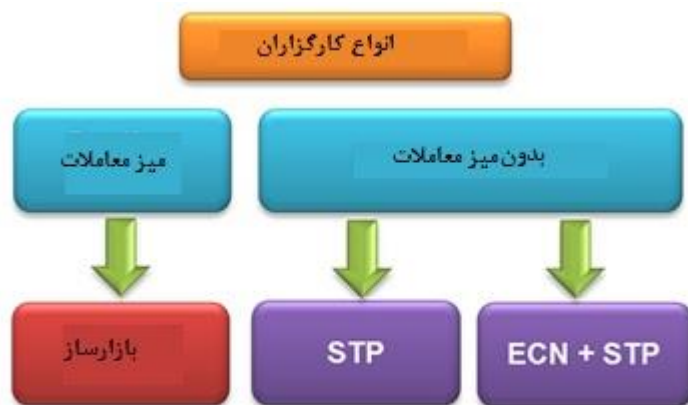 انواع کارگزاران
میز معاملات
بدون میز معاملات
بازارساز
STP
ECN + STP